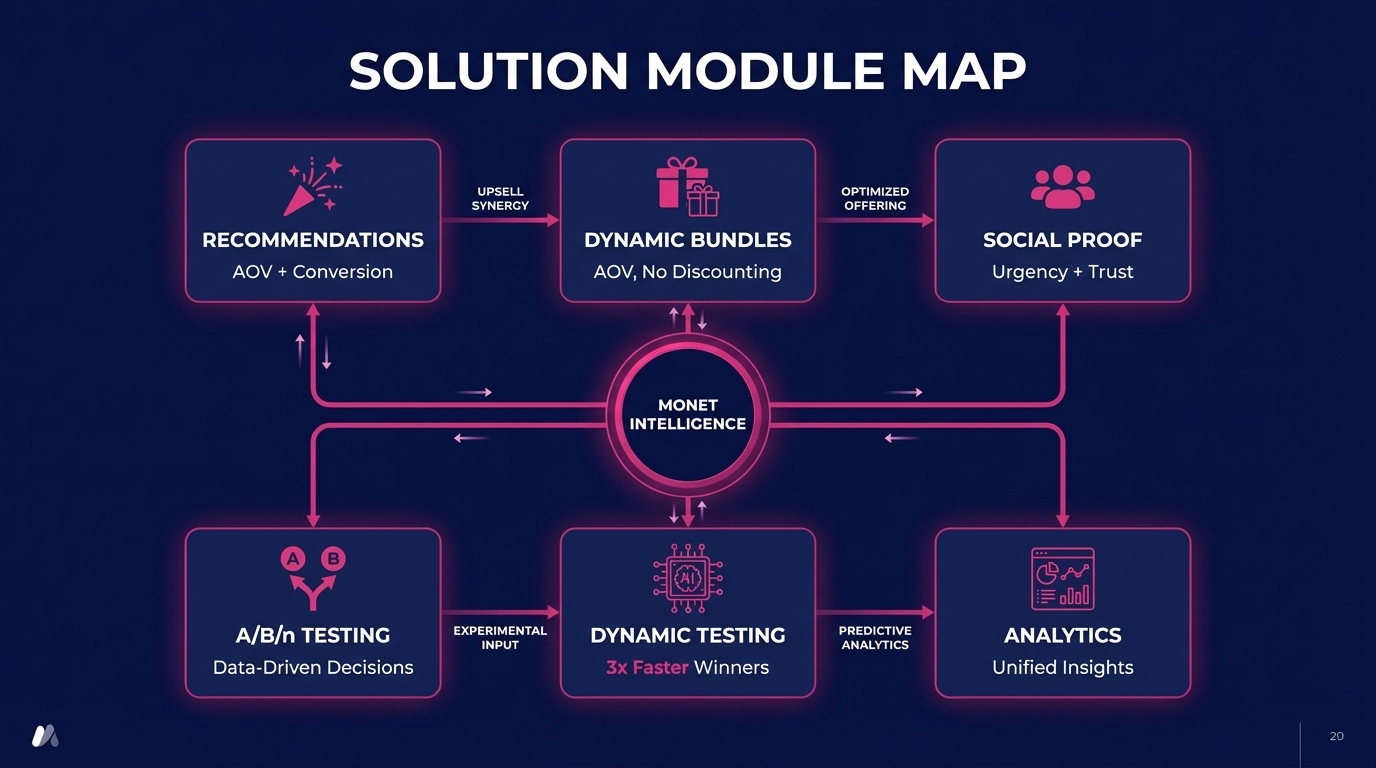 SOLUTION MODULE MAP
RECOMMENDATIONS
AOV + Conversion
UPSELL
SYNERGY
DYNAMIC BUNDLES
AOV, No Discounting
OPTIMIZED
OFFERING
SOCIAL PROOF
Urgency + Trust
MONET
INTELLIGENCE
A B
A/B/n TESTING
Data-Driven Decisions
EXPERIMENTAL
INPUT
AI
DYNAMIC TESTING
3x Faster Winners
PREDICTIVE
ANALYTICS
ANALYTICS
Unified Insights
20